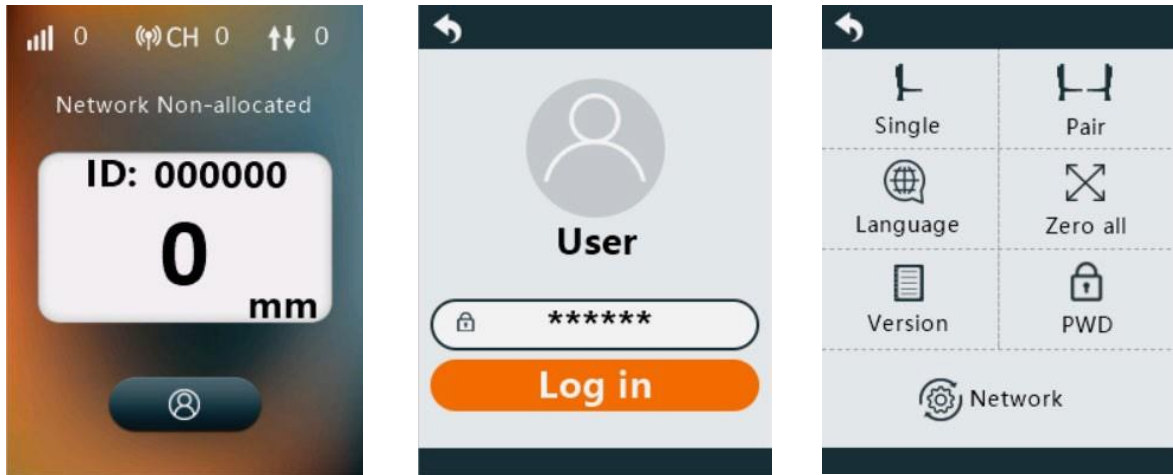 0 CH 0 0
Network Non-allocated
ID: 000000
0
mm
User
******
Log in
Single Pair
Language Zero all
Version PWD
Network